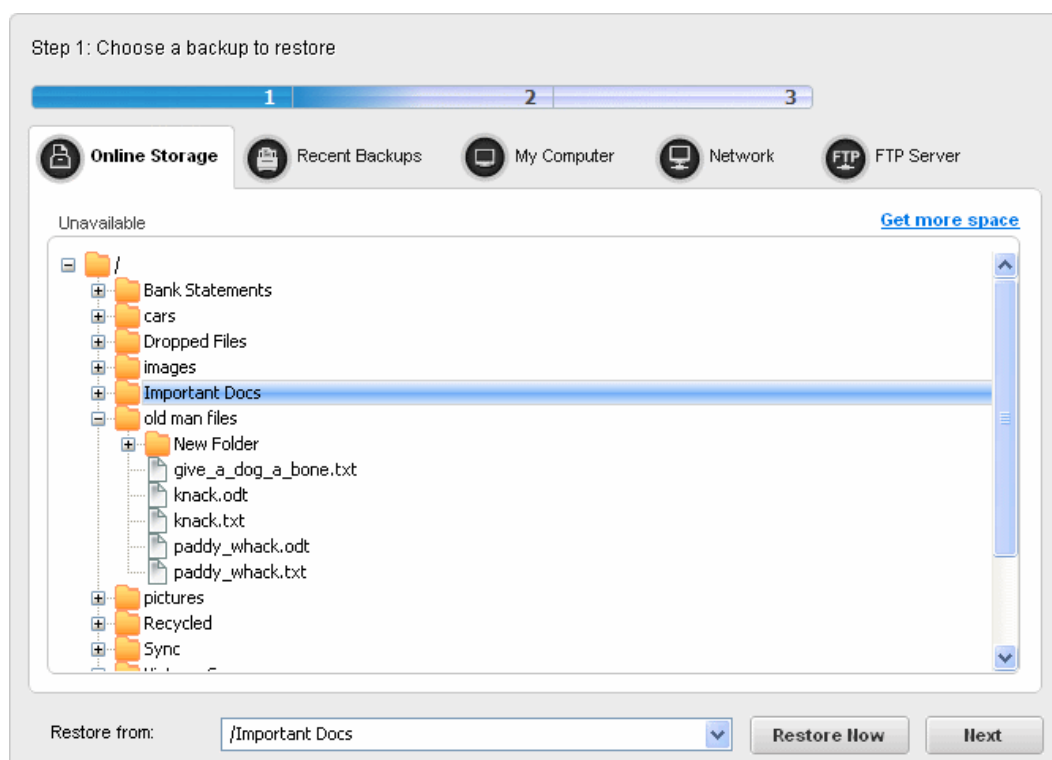 Step 1: Choose a backup to restore
1 2 3
Online Storage Recent Backups My Computer Network FTP FTP Server
Unavailable Get more space
/
Bank Statements
cars
Dropped Files
images
Important Docs
old man files
New Folder
give_a_dog_a_bone.txt
knack.odt
knack.txt
paddy_whack.odt
paddy_whack.txt
pictures
Recycled
Sync
Restore from: /Important Docs Restore Now Next